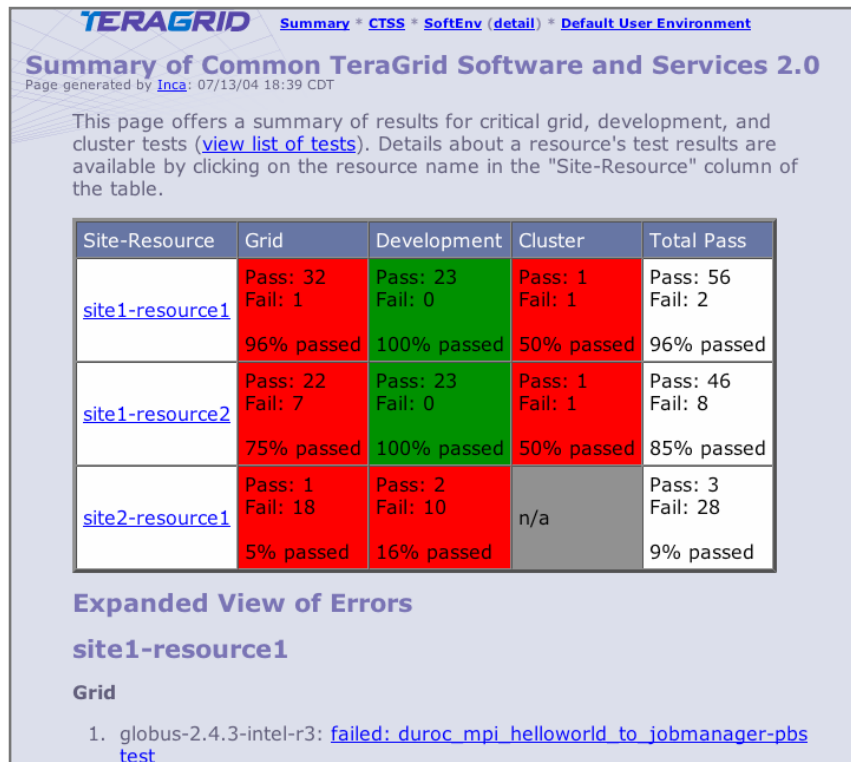 TERAGRID Summary * CTSS * SoftEnv (detail) * Default User Environment
Summary of Common TeraGrid Software and Services 2.0
Page generated by Inca: 07/13/04 18:39 CDT
This page offers a summary of results for critical grid, development, and
cluster tests (view list of tests). Details about a resource's test results are
available by clicking on the resource name in the "Site-Resource" column of
the table.
Site-Resource Grid Development Cluster Total Pass
site1-resource1
Pass: 32
Fail: 1
96% passed
Pass: 23
Fail: 0
100% passed
Pass: 1
Fail: 1
50% passed
Pass: 56
Fail: 2
96% passed
site1-resource2
Pass: 22
Fail: 7
75% passed
Pass: 23
Fail: 0
100% passed
Pass: 1
Fail: 1
50% passed
Pass: 46
Fail: 8
85% passed
site2-resource1
Pass: 1
Fail: 18
5% passed
Pass: 2
Fail: 10
16% passed
n/a
Pass: 3
Fail: 28
9% passed
Expanded View of Errors
site1-resource1
Grid
1. globus-2.4.3-intel-r3: failed: duroc_mpi_helloworld_to_jobmanager-pbs
test